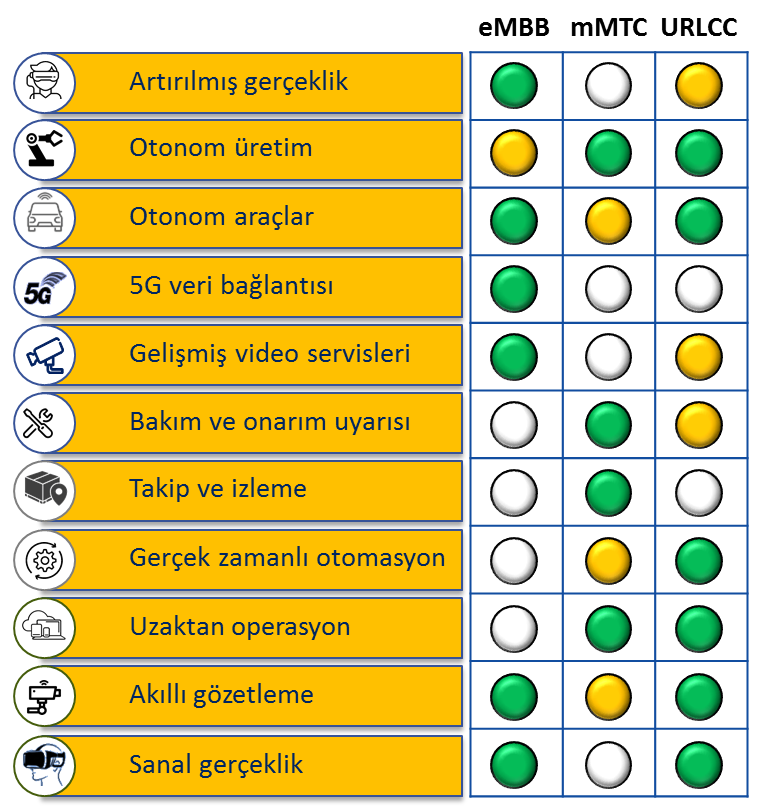 eMBB mMTC URLCC
Artırılmış gerçeklik
Otonom üretim
Otonom araçlar
5G
5G veri bağlantısı
Gelişmiş video servisleri
Bakım ve onarım uyarısı
Takip ve izleme
Gerçek zamanlı otomasyon
Uzaktan operasyon
Akıllı gözetleme
Sanal gerçeklik